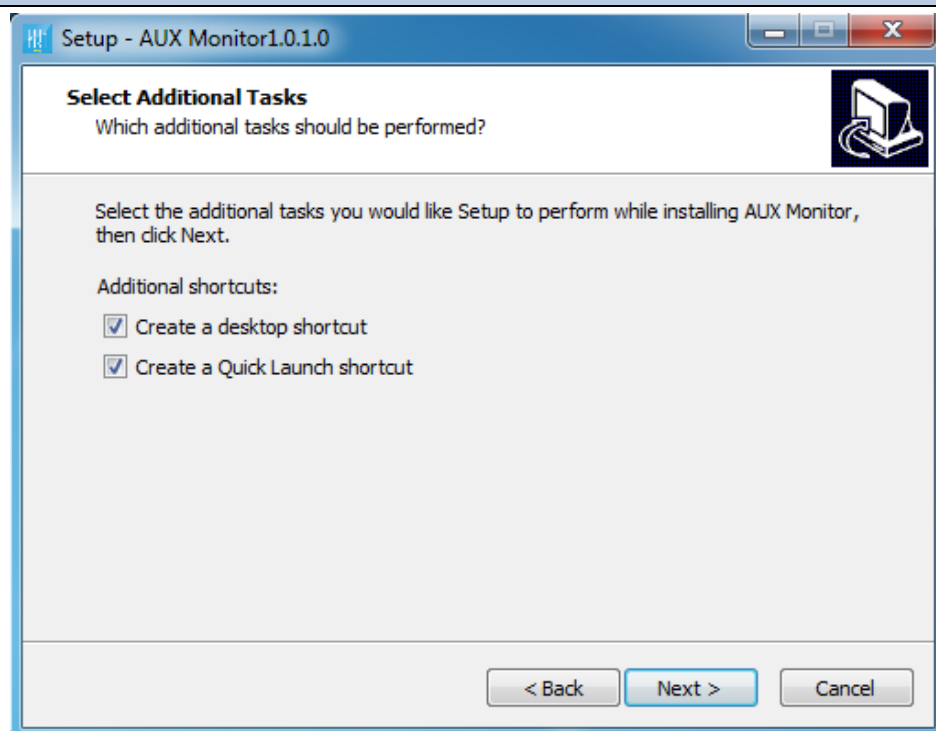 Setup - AUX Monitor1.0.1.0
Select Additional Tasks
Which additional tasks should be performed?
Select the additional tasks you would like Setup to perform while installing AUX Monitor,
then click Next.
Additional shortcuts:
Create a desktop shortcut
Create a Quick Launch shortcut
< Back Next > Cancel